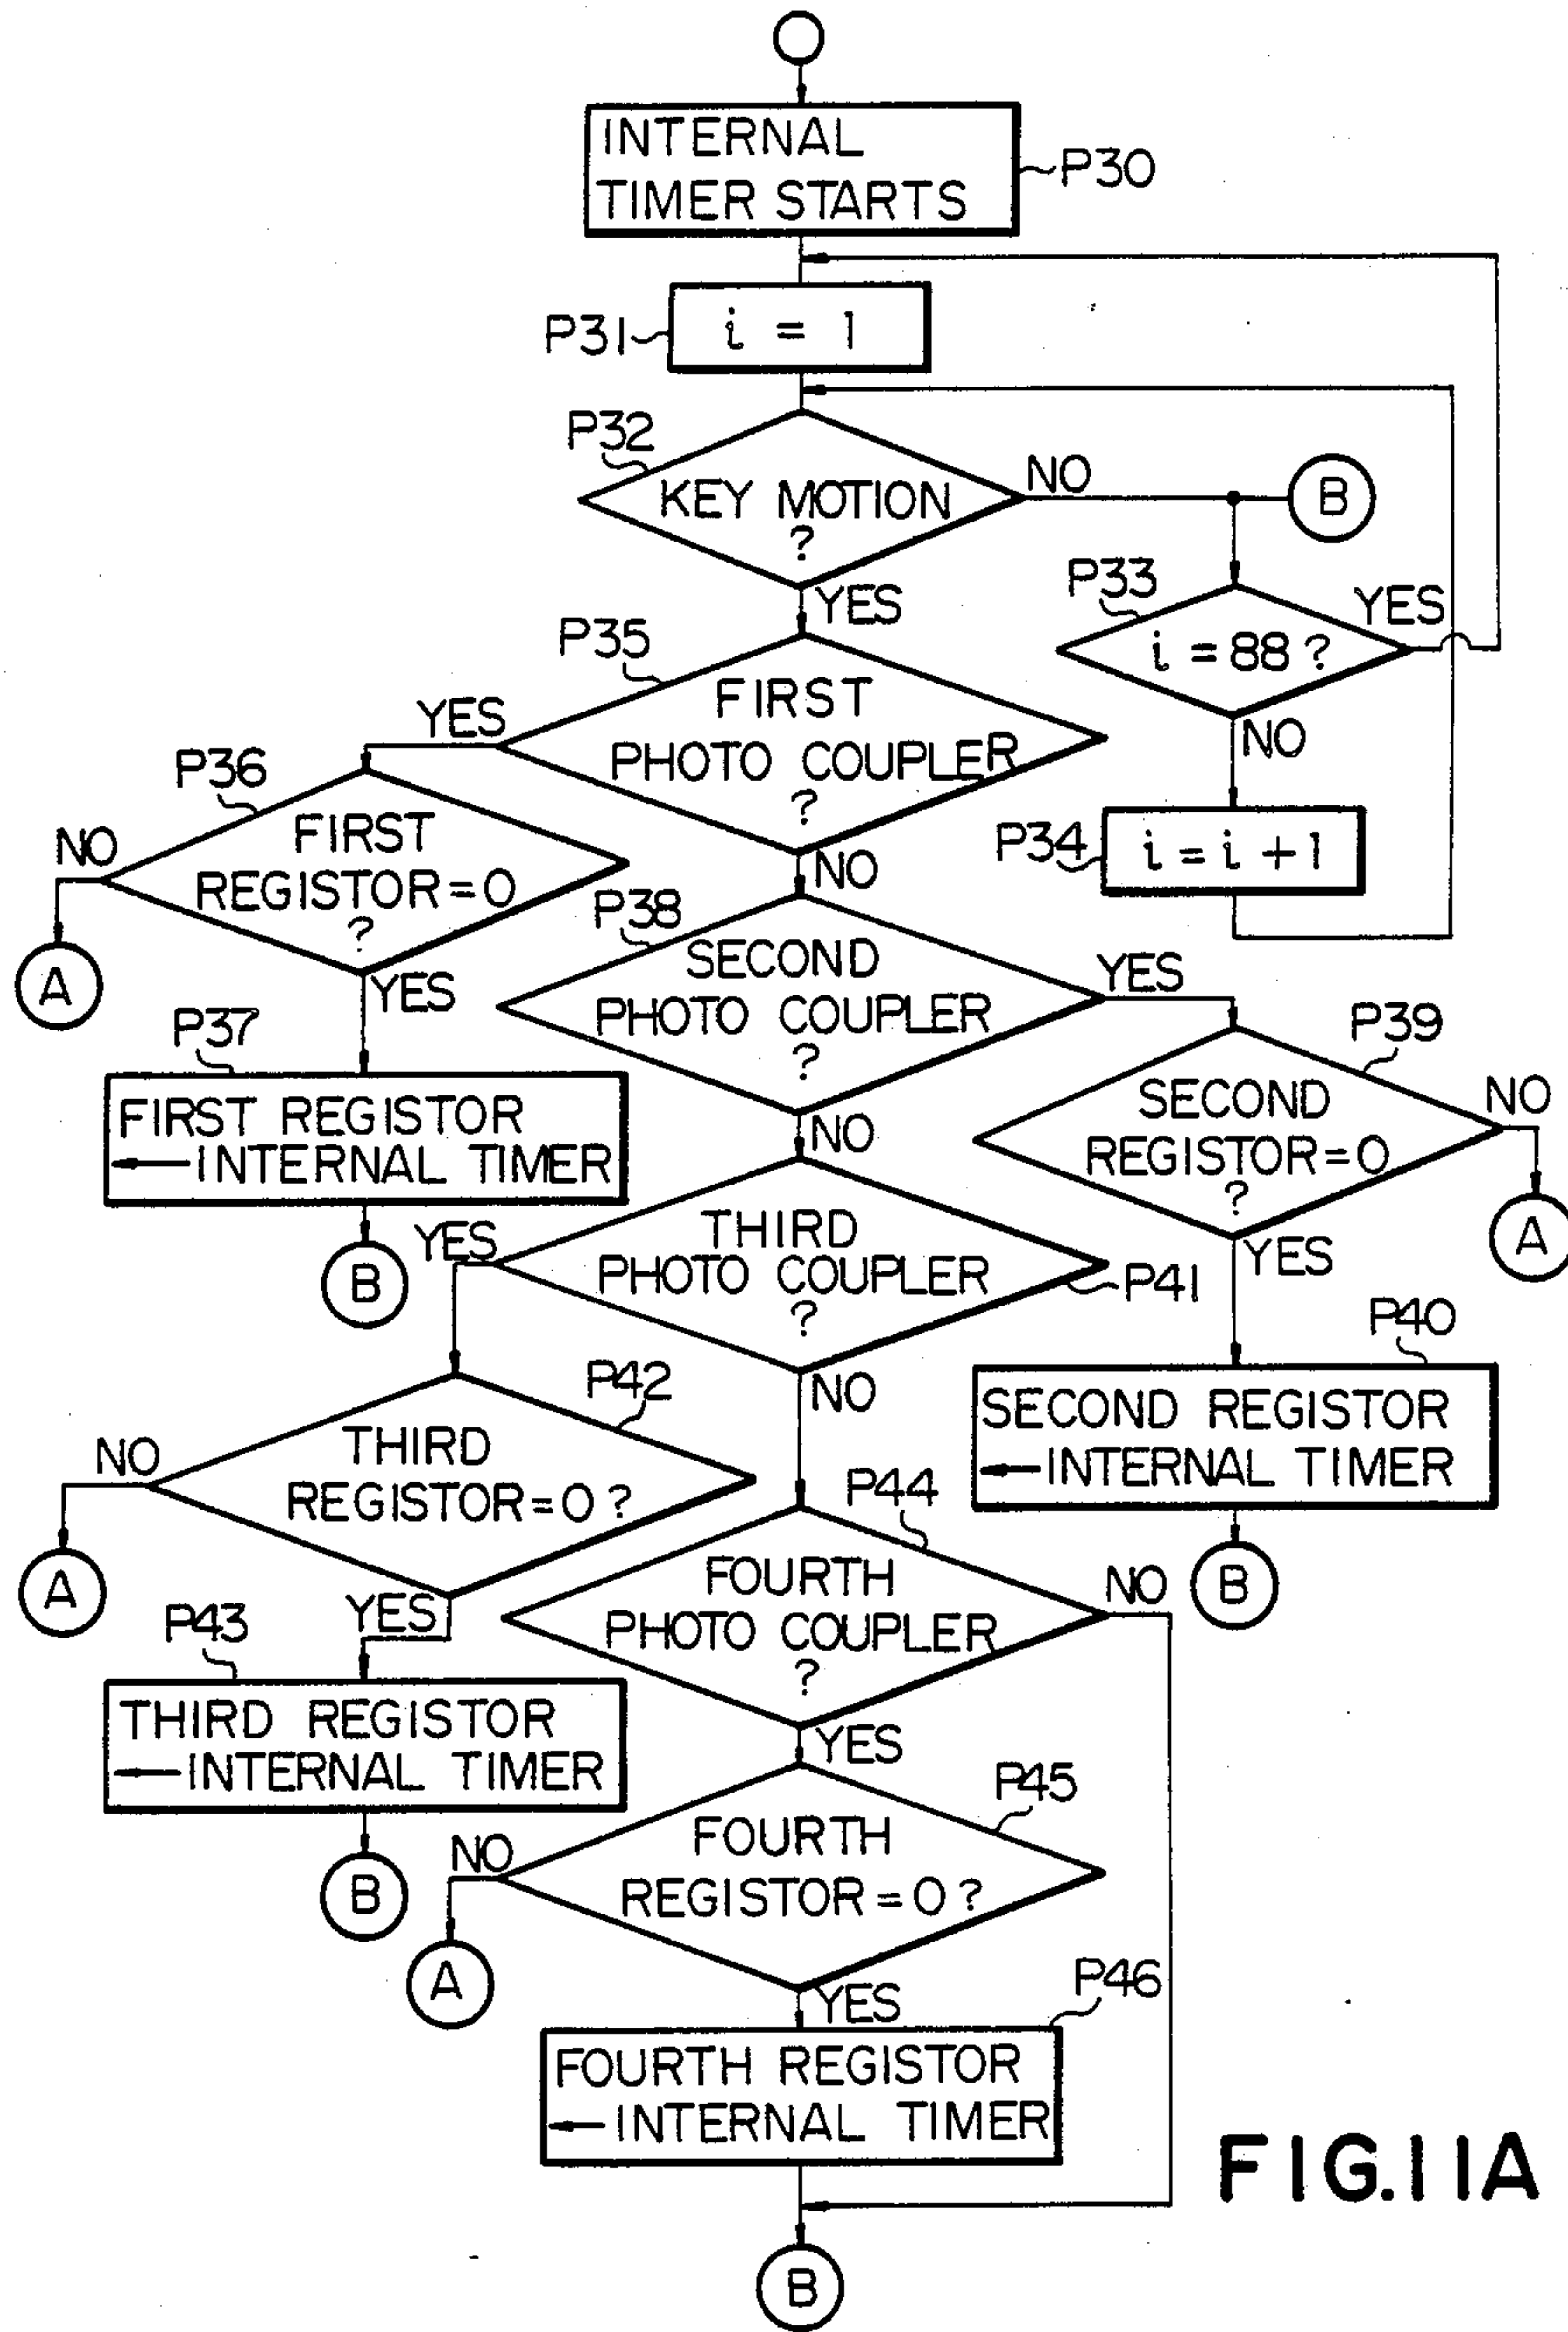 INTERNAL
TIMER STARTS
P30
P31
i = 1
P32
KEY MOTION
?
NO
B
YES
P33
i = 88 ?
YES
NO
P34
i = i + 1
P35
FIRST
PHOTO COUPLER
?
YES
NO
P36
FIRST
REGISTOR = 0
?
NO
A
YES
P37
FIRST REGISTOR
← INTERNAL TIMER
B
P38
SECOND
PHOTO COUPLER
?
YES
NO
P39
SECOND
REGISTOR = 0
?
NO
A
YES
P40
SECOND REGISTOR
← INTERNAL TIMER
B
THIRD
PHOTO COUPLER
?
P41
YES
NO
P42
THIRD
REGISTOR = 0 ?
NO
A
YES
P43
THIRD REGISTOR
← INTERNAL TIMER
B
P44
FOURTH
PHOTO COUPLER
?
NO
YES
P45
FOURTH
REGISTOR = 0 ?
NO
A
YES
P46
FOURTH REGISTOR
← INTERNAL TIMER
B
FIG.11A